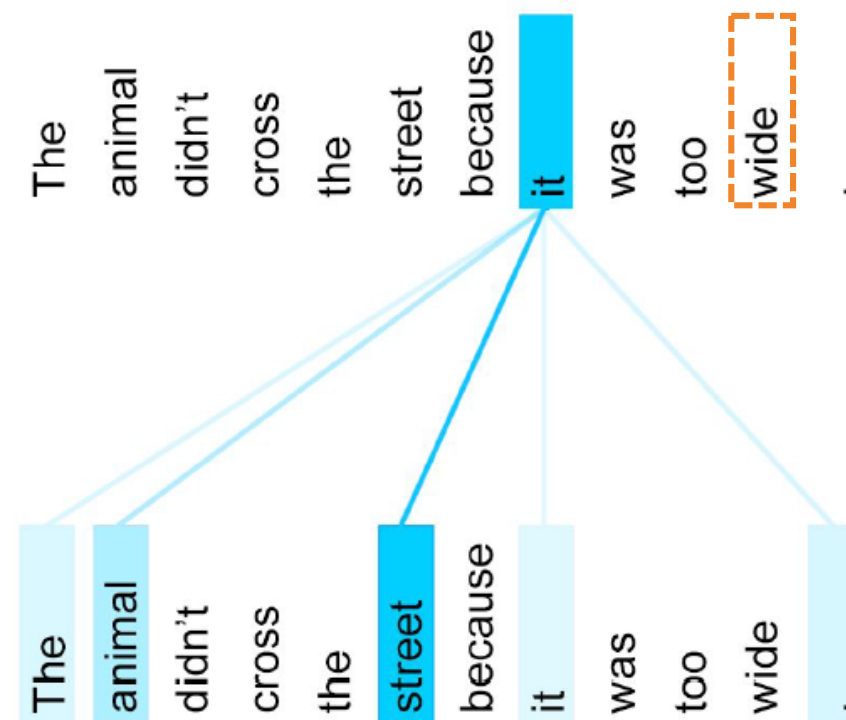 The animal didn't cross the street because it was too wide
The animal didn't cross the street because it was too wide